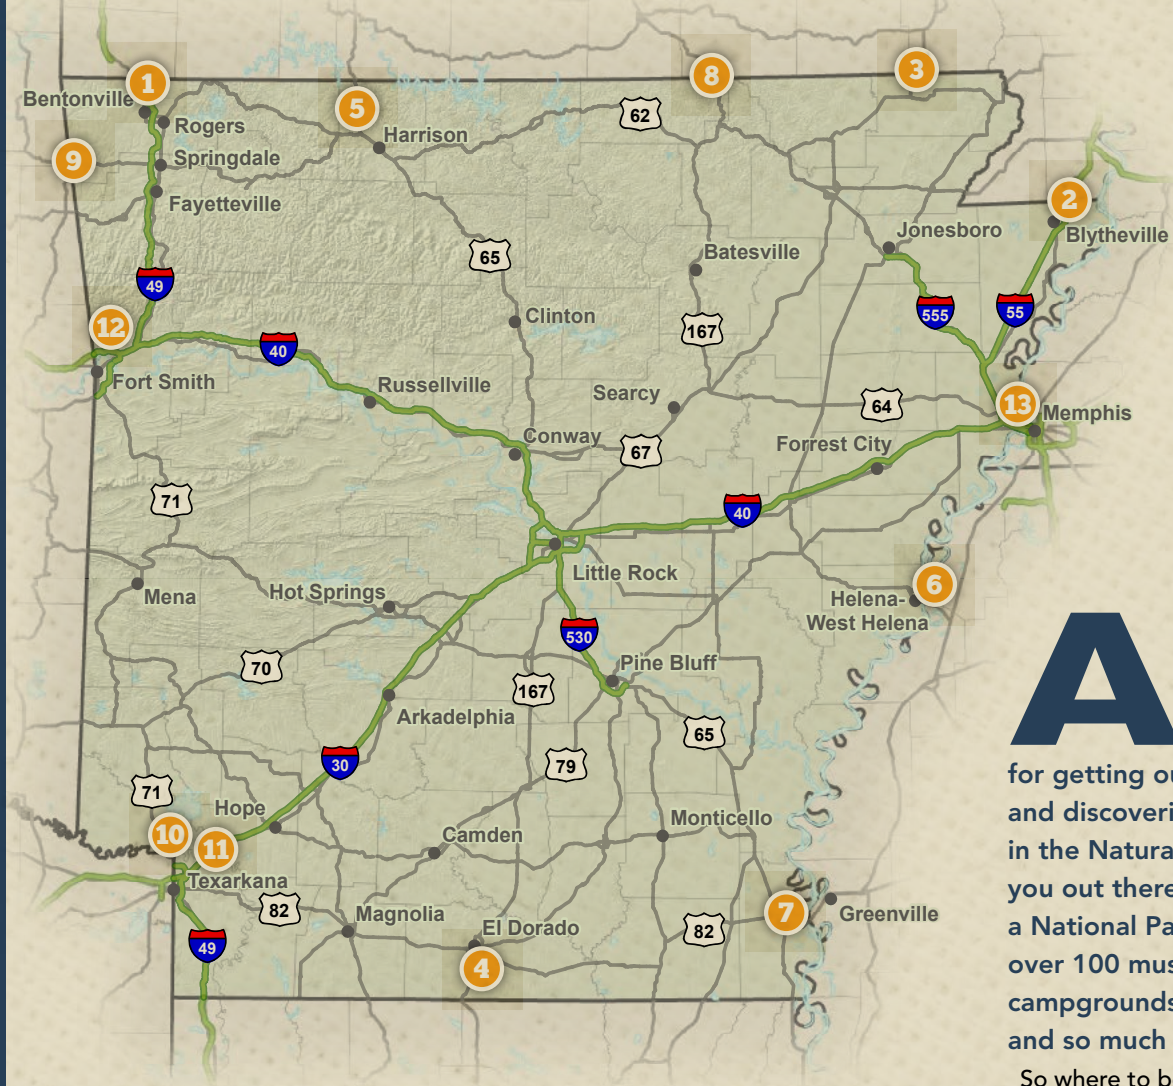 1
8
3
5
Bentonville
62
Rogers
Harrison
9
Springdale
2
Fayetteville
Jonesboro
Blytheville
65
Batesville
49
555
55
12
Clinton
167
40
Fort Smith
Russellville
Searcy
64
13
Memphis
Conway
67
Forrest City
71
40
Little Rock
6
Mena
Hot Springs
Helena-
West Helena
530
70
Pine Bluff
167
Arkadelphia
65
30
79
71
Hope
10
11
Camden
Monticello
Texarkana
82
Magnolia
El Dorado
82
7
Greenville
49
4
A
for getting ou
and discoveri
in the Natura
you out there
a National Pa
over 100 mus
campgrounds
and so much
So where to b